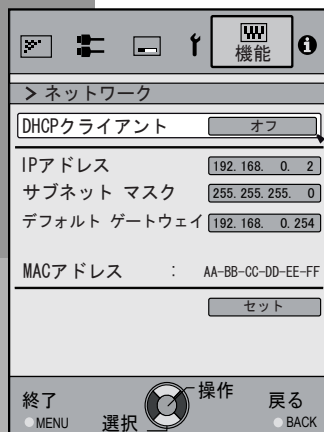 機能
> ネットワーク
DHCPクライアント オフ
IPアドレス 192.168. 0. 2
サブネット マスク 255.255.255. 0
デフォルト ゲートウェイ 192.168. 0.254
MACアドレス : AA-BB-CC-DD-EE-FF
セット
終了 操作 戻る
MENU 選択 BACK